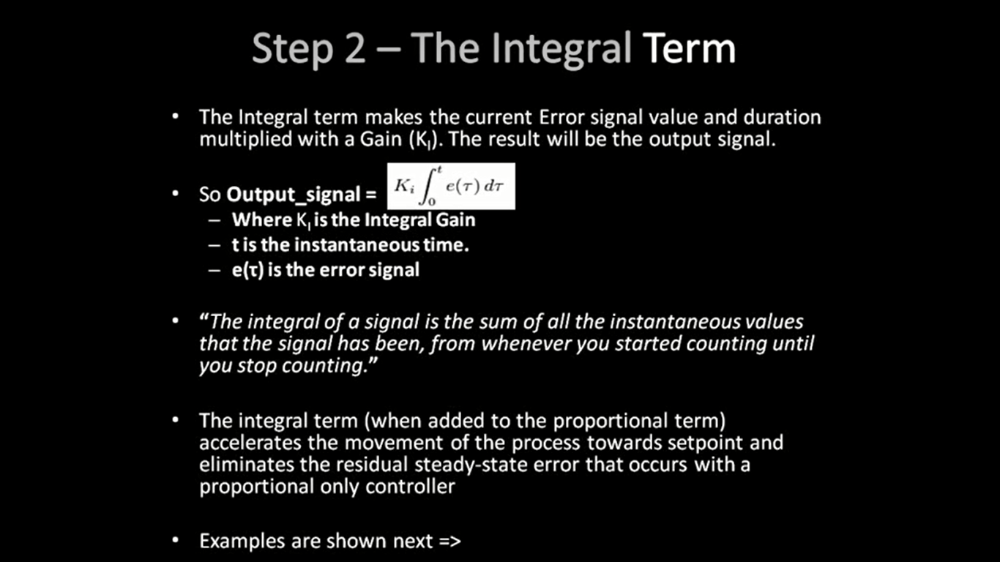 Step 2 – The Integral Term
• The Integral term makes the current Error signal value and duration
multiplied with a Gain (K_I). The result will be the output signal.
• So Output_signal = K_i ∫_0^t e(τ) dτ
– Where K_I is the Integral Gain
– t is the instantaneous time.
– e(τ) is the error signal
• “The integral of a signal is the sum of all the instantaneous values
that the signal has been, from whenever you started counting until
you stop counting.”
• The integral term (when added to the proportional term)
accelerates the movement of the process towards setpoint and
eliminates the residual steady-state error that occurs with a
proportional only controller
• Examples are shown next =>